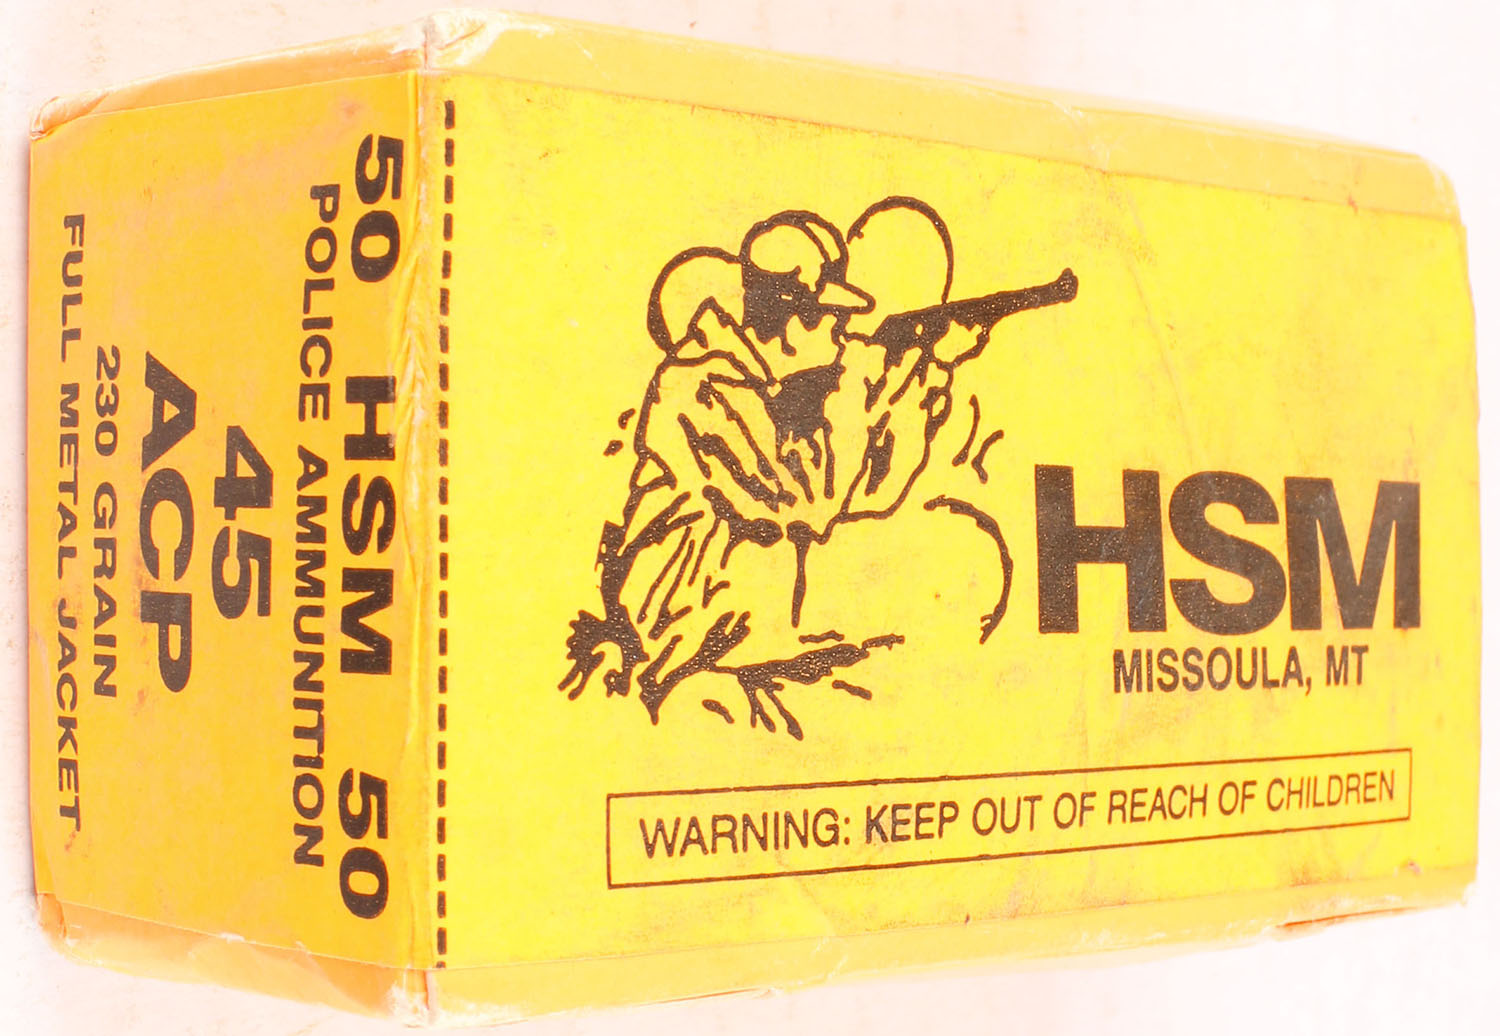 50 HSM 50
POLICE AMMUNITION
45
ACP
230 GRAIN
FULL METAL JACKET
HSM
MISSOULA, MT
WARNING: KEEP OUT OF REACH OF CHILDREN